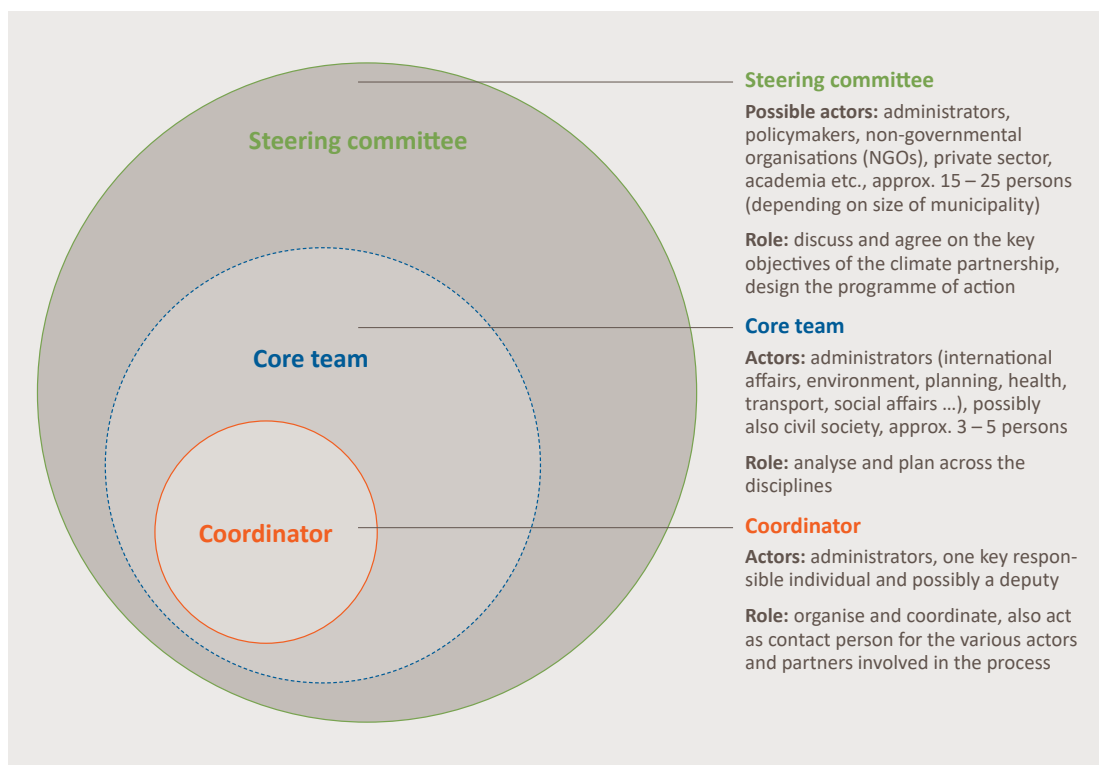 Steering committee
Core team
Coordinator
Steering committee
Possible actors: administrators,
policymakers, non-governmental
organisations (NGOs), private sector,
academia etc., approx. 15 – 25 persons
(depending on size of municipality)
Role: discuss and agree on the key
objectives of the climate partnership,
design the programme of action
Core team
Actors: administrators (international
affairs, environment, planning, health,
transport, social affairs ...), possibly
also civil society, approx. 3 – 5 persons
Role: analyse and plan across the
disciplines
Coordinator
Actors: administrators, one key respon-
sible individual and possibly a deputy
Role: organise and coordinate, also act
as contact person for the various actors
and partners involved in the process